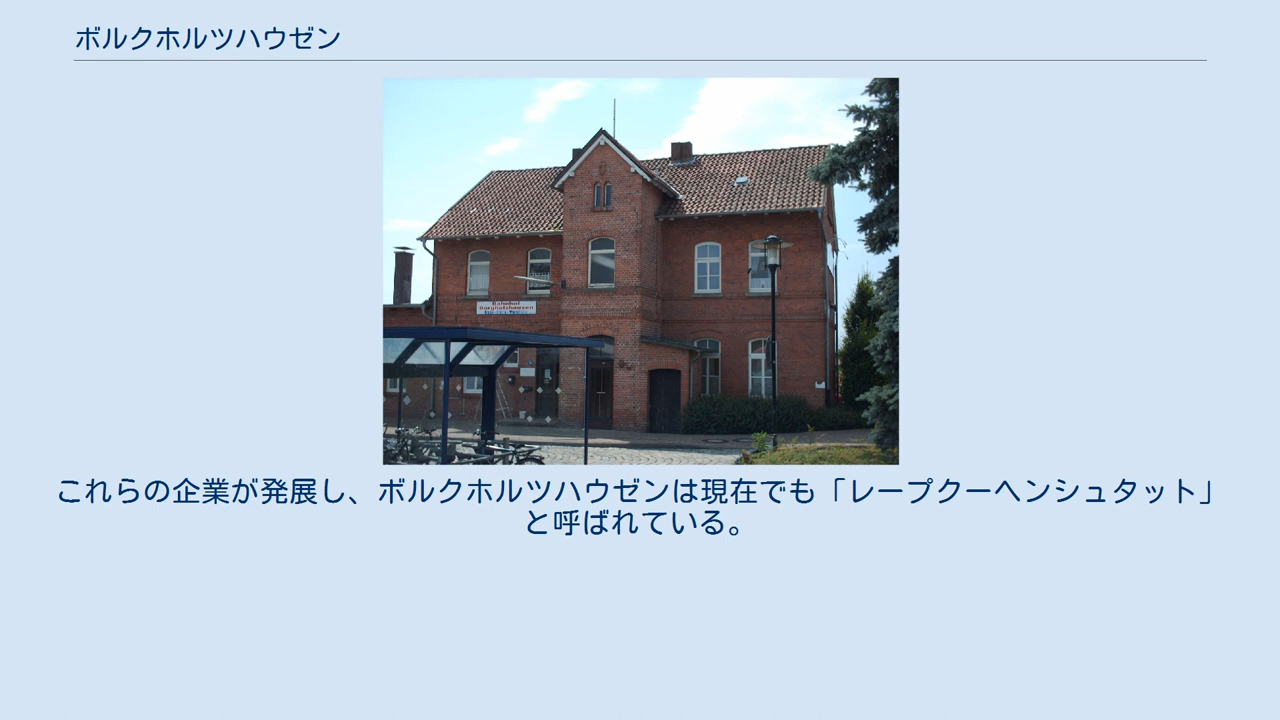 ボルクホルツハウゼン
Bahnhof
Borgholzhausen
これらの企業が発展し、ボルクホルツハウゼンは現在でも「レープクーヘンシュタット」
と呼ばれている。